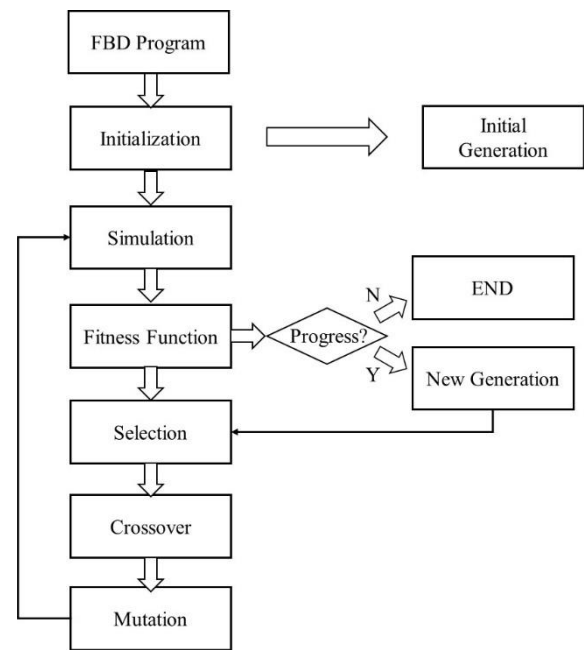 FBD Program
Initialization
Initial
Generation
Simulation
N
END
Fitness Function
Progress?
Y
New Generation
Selection
Crossover
Mutation